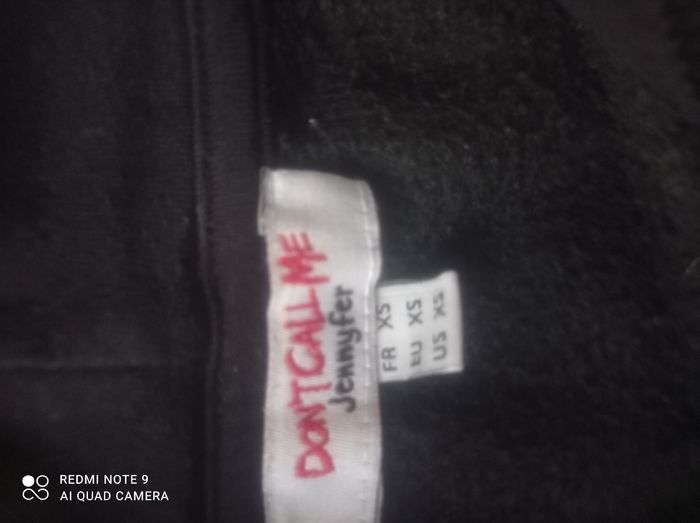 DON'T CALL ME
Jennyfer
FR XS
EU XS
US XS
REDMI NOTE 9
AI QUAD CAMERA